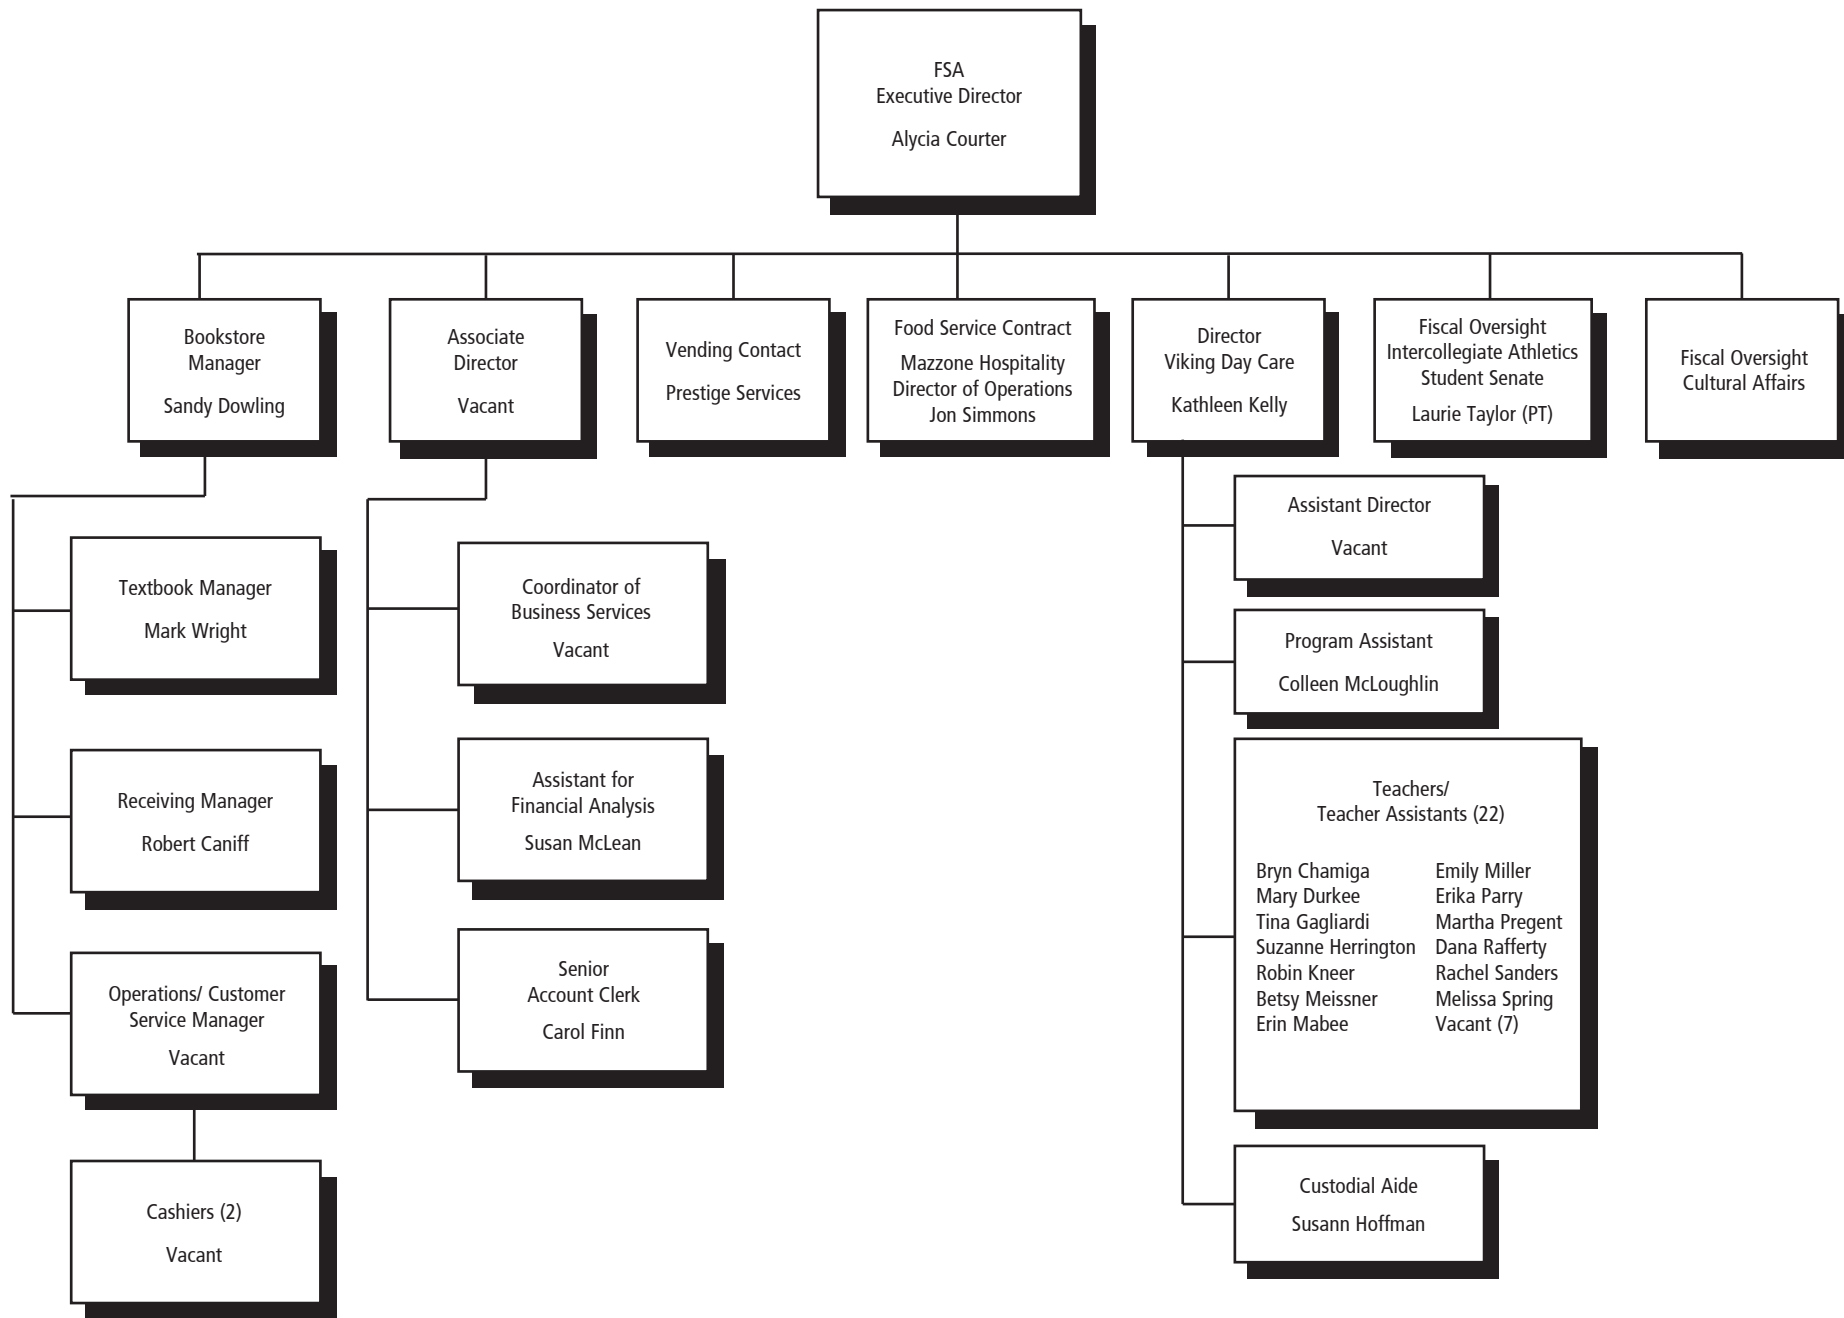 FSA
Executive Director
Alycia Courter
Bookstore
Manager
Sandy Dowling
Associate
Director
Vacant
Vending Contact
Prestige Services
Food Service Contract
Mazzone Hospitality
Director of Operations
Jon Simmons
Director
Viking Day Care
Kathleen Kelly
Fiscal Oversight
Intercollegiate Athletics
Student Senate
Laurie Taylor (PT)
Fiscal Oversight
Cultural Affairs
Textbook Manager
Mark Wright
Receiving Manager
Robert Caniff
Operations/ Customer
Service Manager
Vacant
Cashiers (2)
Vacant
Coordinator of
Business Services
Vacant
Assistant for
Financial Analysis
Susan McLean
Senior
Account Clerk
Carol Finn
Assistant Director
Vacant
Program Assistant
Colleen McLoughlin
Teachers/
Teacher Assistants (22)
Bryn Chamiga
Mary Durkee
Tina Gagliardi
Suzanne Herrington
Robin Kneer
Betsy Meissner
Erin Mabee
Emily Miller
Erika Parry
Martha Pregent
Dana Rafferty
Rachel Sanders
Melissa Spring
Vacant (7)
Custodial Aide
Susann Hoffman